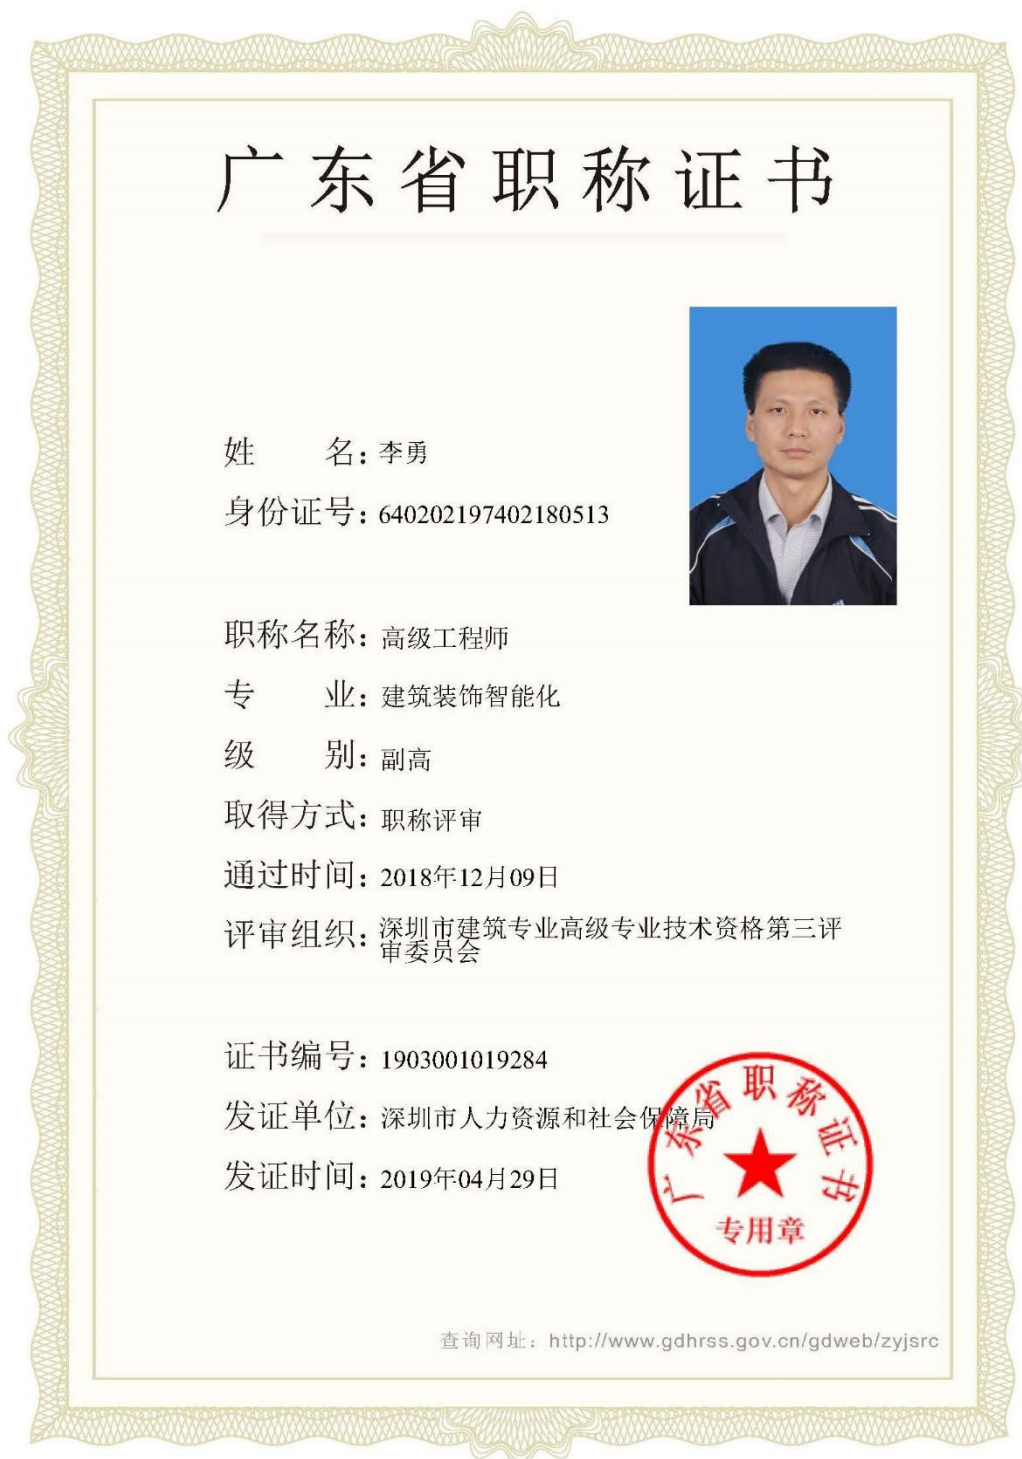 广东省职称证书
姓 名：李勇
身份证号：640202197402180513
职称名称：高级工程师
专 业：建筑装饰智能化
级 别：副高
取得方式：职称评审
通过时间：2018年12月09日
评审组织：深圳市建筑专业高级专业技术资格第三评
审委员会
证书编号：1903001019284
发证单位：深圳市人力资源和社会保障局
发证时间：2019年04月29日
广东省职称证书
专用章
查询网址：http://www.gdhrss.gov.cn/gdweb/zyjsrc